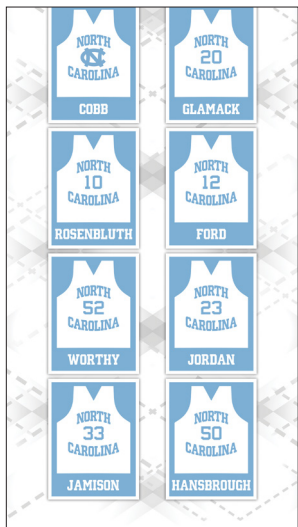 NORTH
NC
CAROLINA
COBB
NORTH
20
CAROLINA
GLAMACK
NORTH
10
CAROLINA
ROSENBLUTH
NORTH
12
CAROLINA
FORD
NORTH
52
CAROLINA
WORTHY
NORTH
23
CAROLINA
JORDAN
NORTH
33
CAROLINA
JAMISON
NORTH
50
CAROLINA
HANSBROUGH